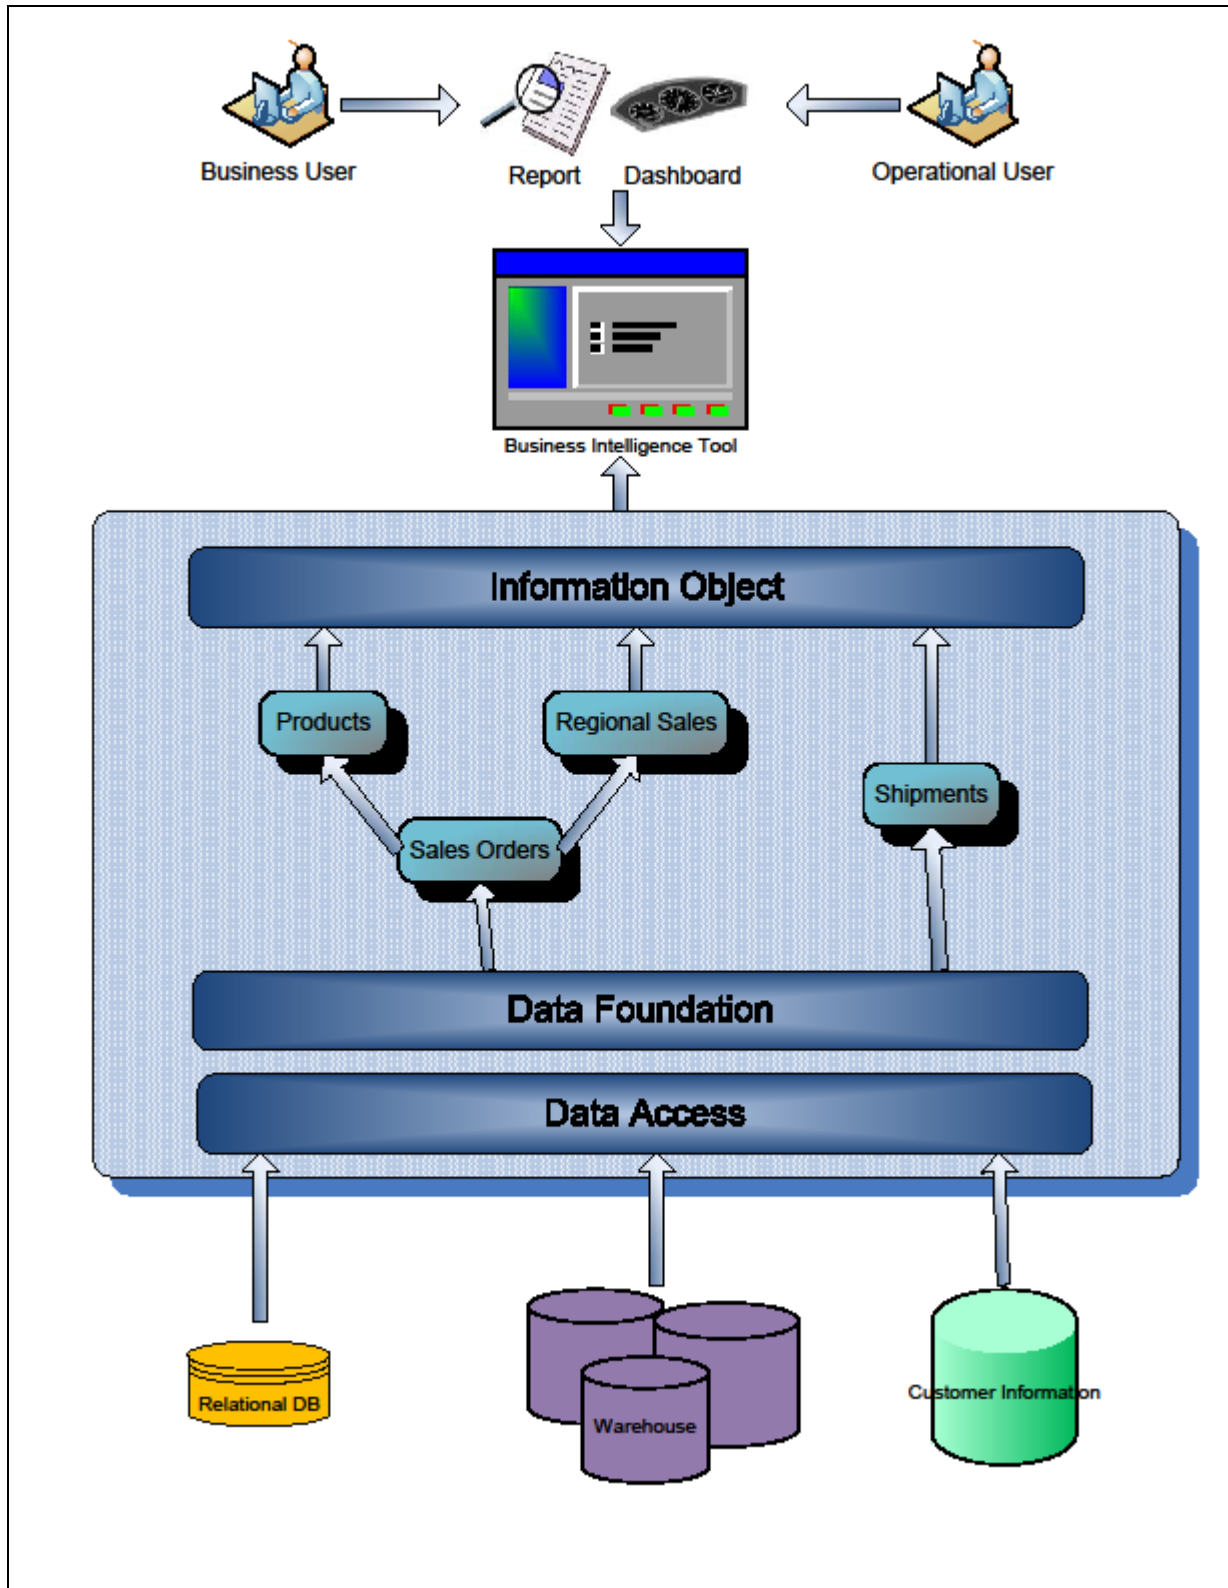 Business User
Report
Dashboard
Operational User
Business Intelligence Tool
Information Object
Products
Regional Sales
Shipments
Sales Orders
Data Foundation
Data Access
Relational DB
Warehouse
Customer Information